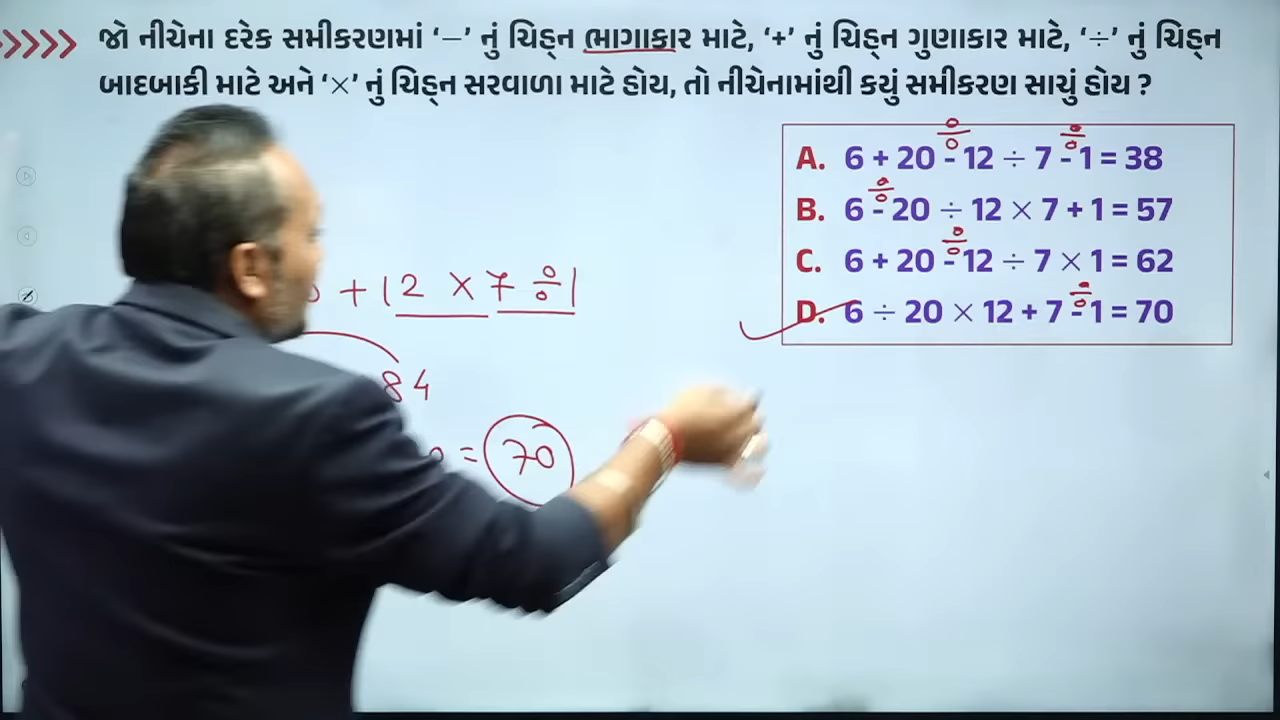 જો નીચેના દરેક સમીકરણમાં ‘−’ નું ચિહ્ન ભાગાકાર માટે, ‘+’ નું ચિહ્ન ગુણાકાર માટે, ‘÷’ નું ચિહ્ન
બાદબાકી માટે અને ‘×’ નું ચિહ્ન સરવાળા માટે હોય, તો નીચેનામાંથી કયું સમીકરણ સાચું હોય ?
A. 6 + 20 - 12 ÷ 7 - 1 = 38
B. 6 - 20 ÷ 12 × 7 + 1 = 57
C. 6 + 20 - 12 ÷ 7 × 1 = 62
D. 6 ÷ 20 × 12 + 7 - 1 = 70
+ 12 × 7 ÷ 1
84
= 70